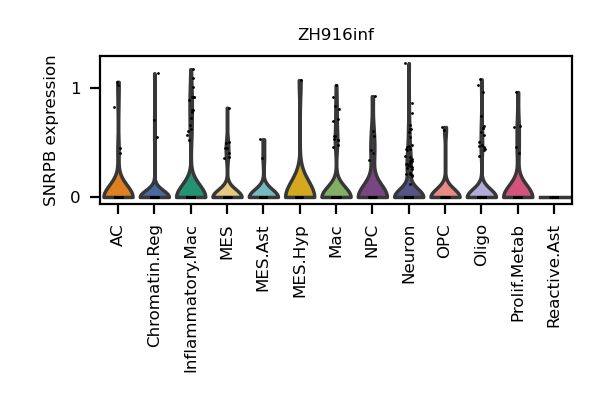 ZH916inf
SNRPB expression
1
0
AC
Chromatin.Reg
Inflammatory.Mac
MES
MES.Ast
MES.Hyp
Mac
NPC
Neuron
OPC
Oligo
Prolif.Metab
Reactive.Ast